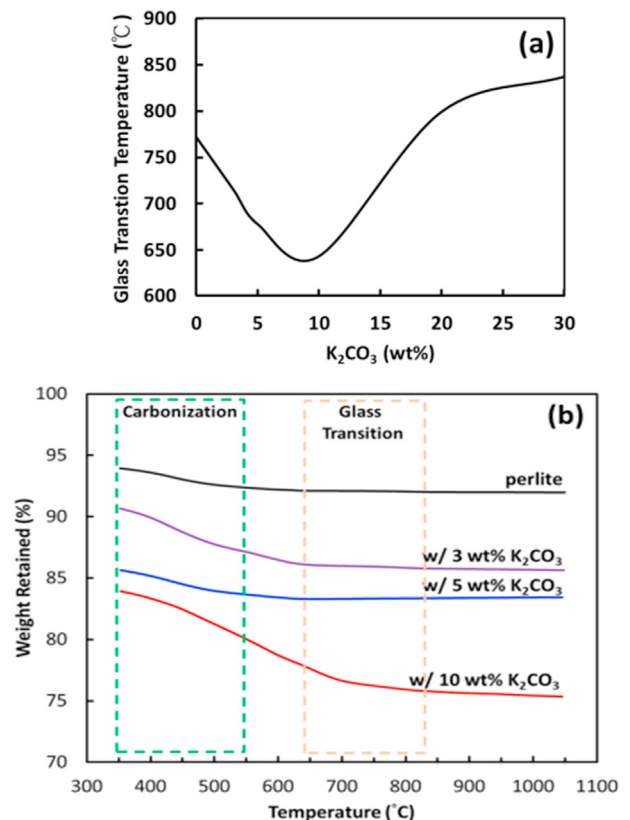 (a)
Glass Transtion Temperature (℃)
900
850
800
750
700
650
600
0 5 10 15 20 25 30
K₂CO₃ (wt%)
(b)
Carbonization
Glass
Transition
Weight Retained (%)
100
95
90
85
80
75
70
perlite
w/ 3 wt% K₂CO₃
w/ 5 wt% K₂CO₃
w/ 10 wt% K₂CO₃
300 400 500 600 700 800 900 1000 1100
Temperature (°C)